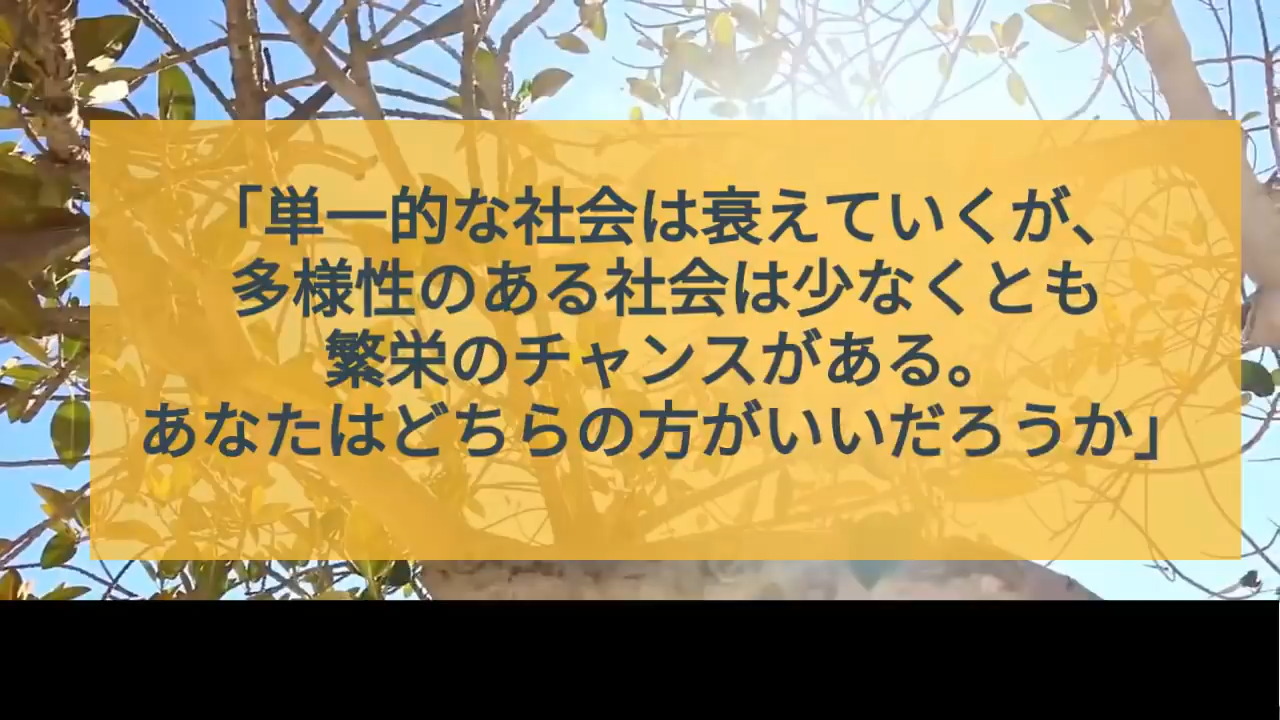 「単一的な社会は衰えていくが、
多様性のある社会は少なくとも
繁栄のチャンスがある。
あなたはどちらの方がいいだろうか」